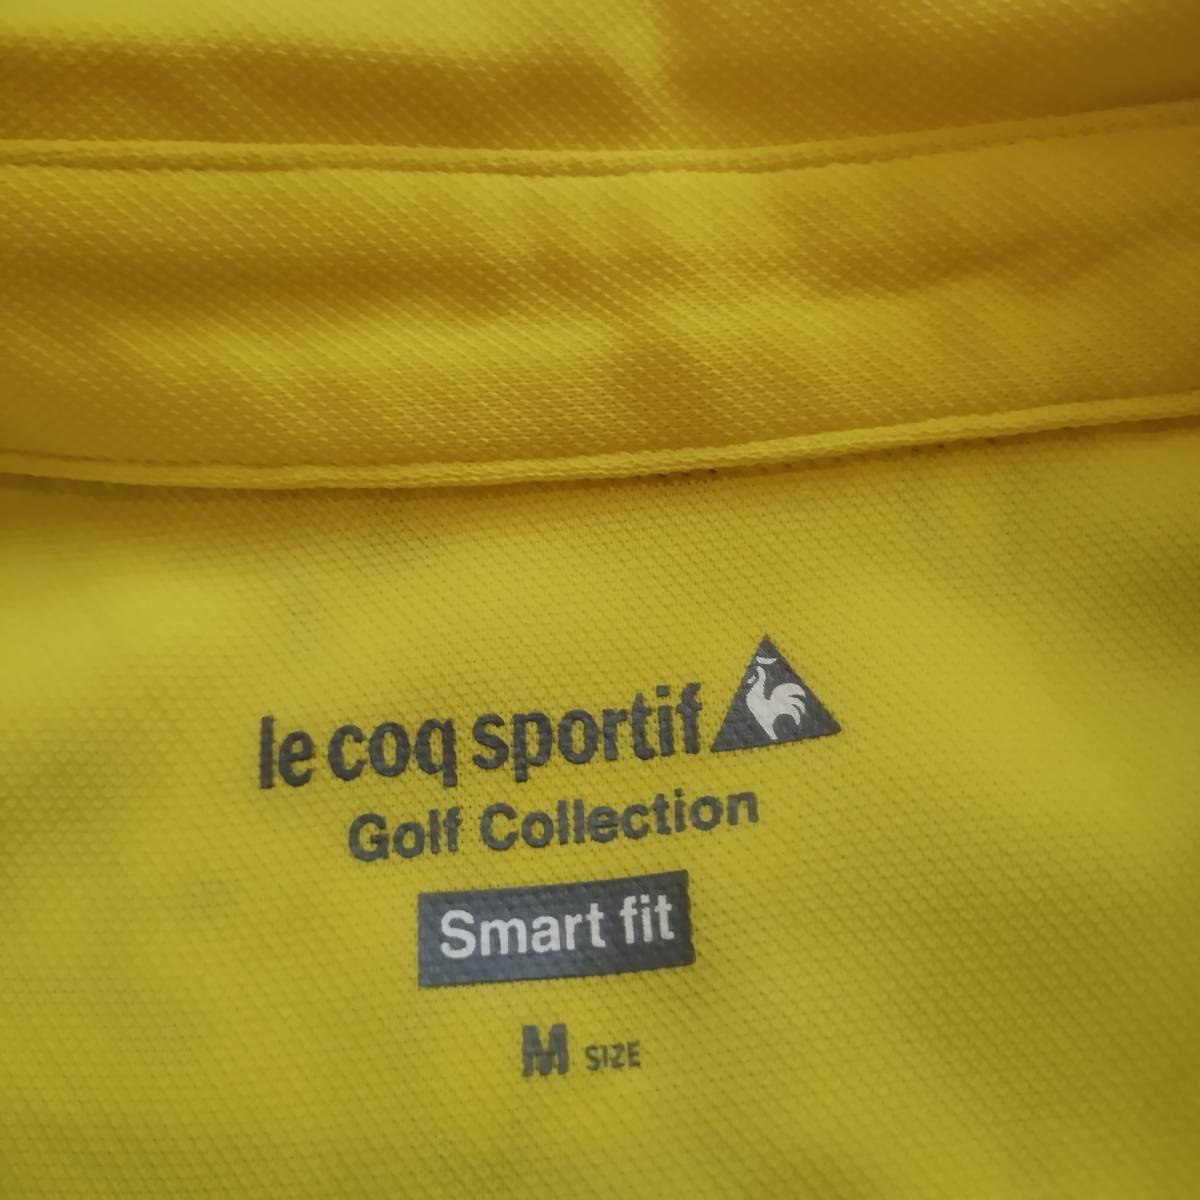 le coq sportif
Golf Collection
Smart fit
M SIZE